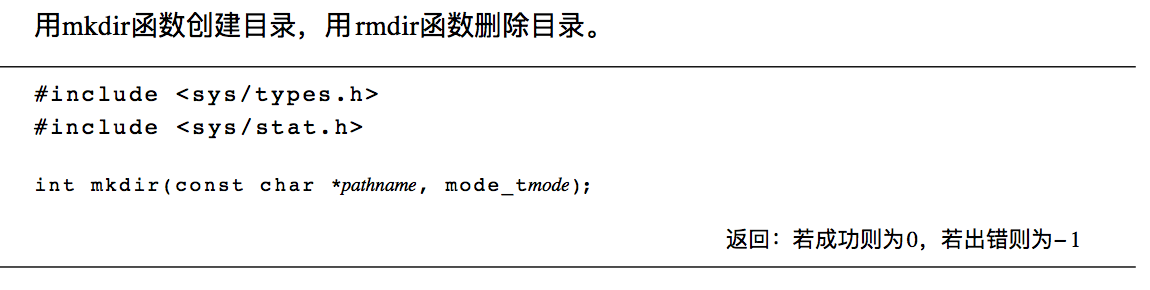 用mkdir函数创建目录，用rmdir函数删除目录。
#include <sys/types.h>
#include <sys/stat.h>
int mkdir(const char *pathname, mode_tmode);
返回：若成功则为0，若出错则为–1